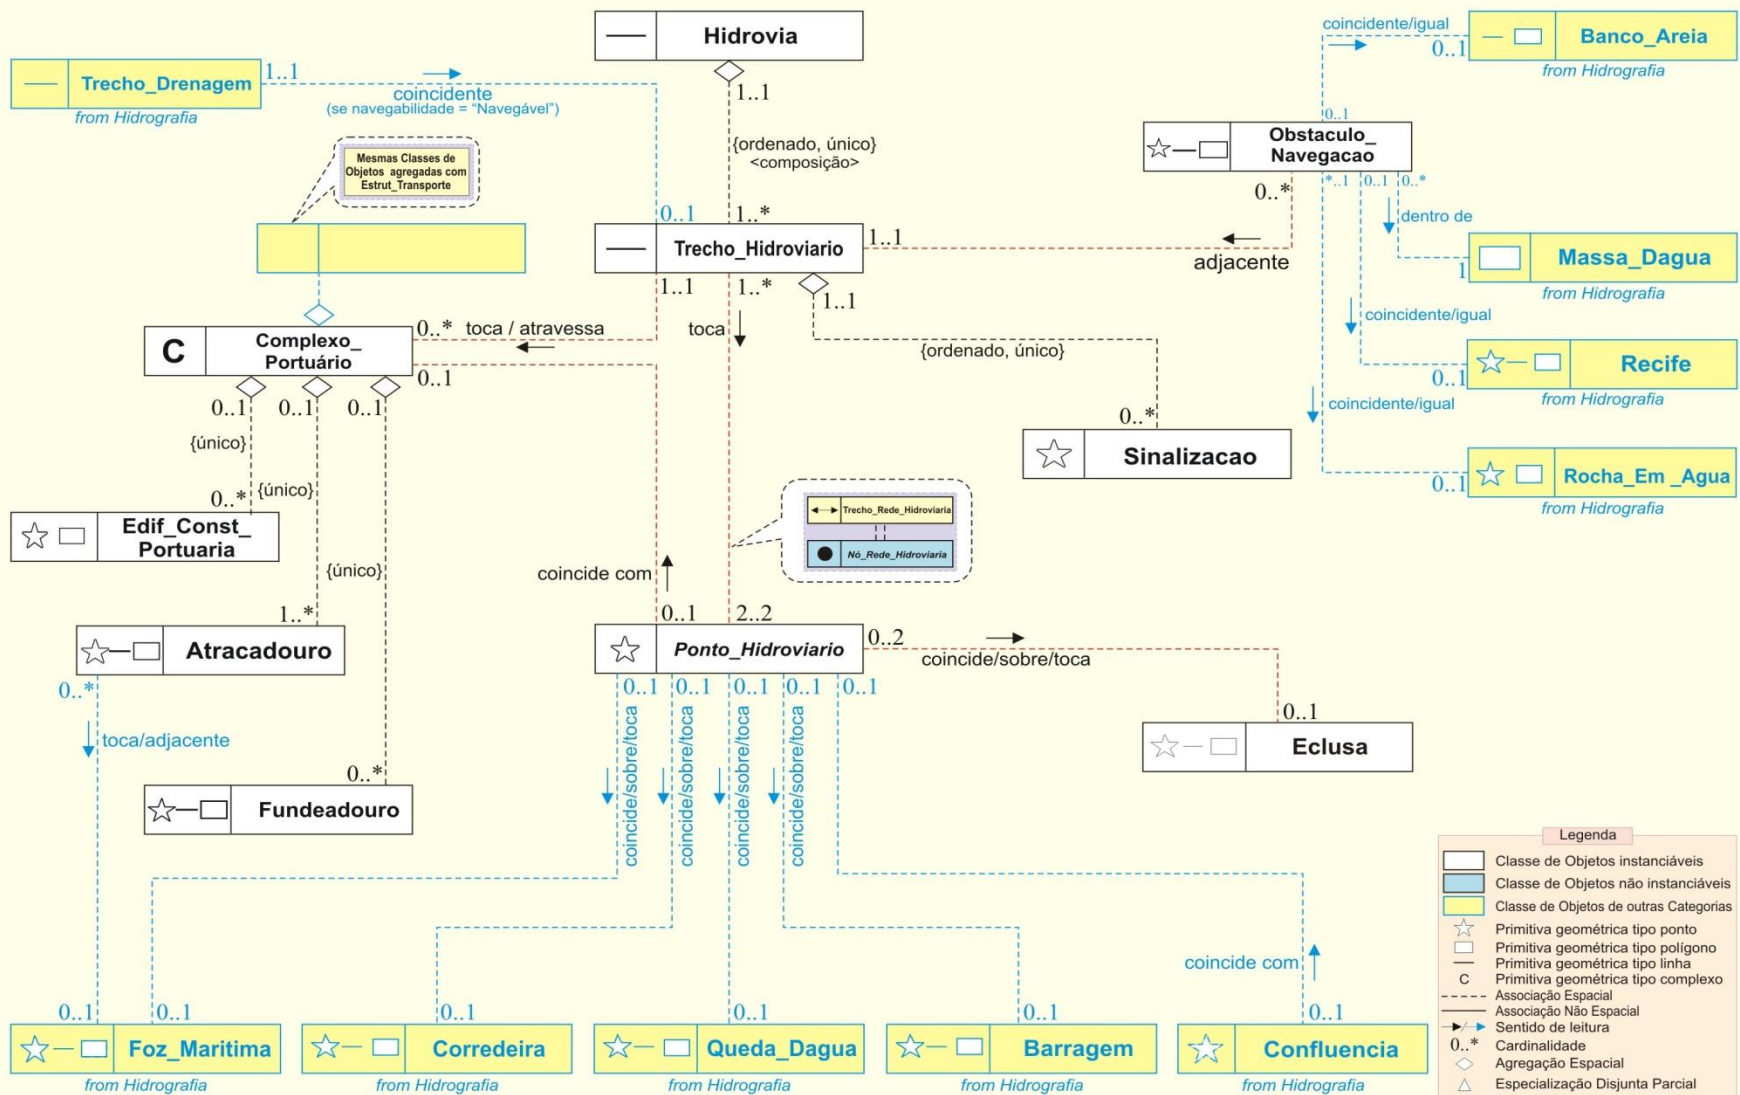 Hidrovia
coincidente/igual
Banco_Areia
0..1
from Hidrografia
Trecho_Drenagem
1..1
from Hidrografia
coincidente
(se navegabilidade = “Navegável”)
1..1
{ordenado, único}
<composição>
0..1
Obstaculo_
Navegacao
*..1
0..1
0..*
0..*
Mesmas Classes de
Objetos agregadas com
Estrut_Transporte
0..1
1..*
Trecho_Hidroviario
1..1
adjacente
dentro de
Massa_Dagua
1
from Hidrografia
1..1
1..*
1..1
C
Complexo_
Portuário
0..*
toca / atravessa
toca
0..1
{ordenado, único}
coincidente/igual
Recife
0..1
from Hidrografia
coincidente/igual
0..1
0..1
0..1
{único}
0..*
Sinalizacao
Rocha_Em _Agua
0..1
from Hidrografia
0..*
{único}
Edif_Const_
Portuaria
{único}
Trecho_Rede_Hidroviaria
Nó_Rede_Hidroviaria
coincide com
1..*
0..1
2..2
Atracadouro
Ponto_Hidroviario
0..2
coincide/sobre/toca
0..*
0..1
0..1
0..1
0..1
0..1
0..1
Eclusa
toca/adjacente
coincide/sobre/toca
coincide/sobre/toca
coincide/sobre/toca
coincide/sobre/toca
0..*
Fundeadouro
coincide com
0..1
0..1
0..1
0..1
0..1
0..1
Foz_Maritima
Corredeira
Queda_Dagua
Barragem
Confluencia
from Hidrografia
from Hidrografia
from Hidrografia
from Hidrografia
from Hidrografia
Legenda
Classe de Objetos instanciáveis
Classe de Objetos não instanciáveis
Classe de Objetos de outras Categorias
Primitiva geométrica tipo ponto
Primitiva geométrica tipo polígono
Primitiva geométrica tipo linha
C Primitiva geométrica tipo complexo
Associação Espacial
Associação Não Espacial
Sentido de leitura
0..* Cardinalidade
Agregação Espacial
Especialização Disjunta Parcial